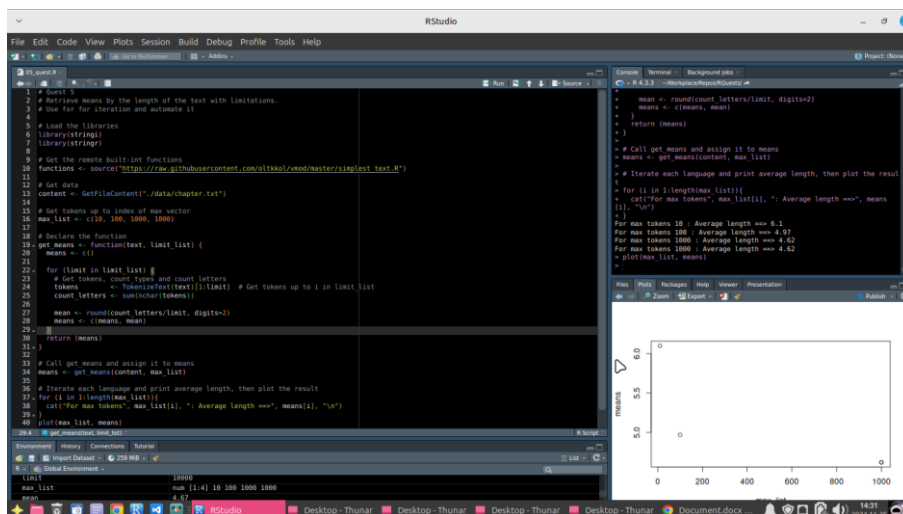 RStudio
File Edit Code View Plots Session Build Debug Profile Tools Help
Go to file/function
Addins
Project: (None
05_quest.R
Run
Source
1 # Quest 5
2 # Retrieve means by the length of the text with limitations.
3 # Use for for iteration and automate it
4
5 # Load the libraries
6 library(stringi)
7 library(stringr)
8
9 # Get the remote built-int functions
10 functions <- source("https://raw.githubusercontent.com/oltkkol/vmod/master/simplest_text.R")
11
12 # Get data
13 content <- GetFileContent("./data/chapter.txt")
14
15 # Get tokens up to index of max vector
16 max_list <- c(10, 100, 1000, 1000)
17
18 # Declare the function
19 get_means <- function(text, limit_list) {
20 means <- c()
21
22 for (limit in limit_list) {
23 # Get tokens, count types and count letters
24 tokens <- TokenizeText(text)[1:limit] # Get tokens up to i in limit_list
25 count_letters <- sum(nchar(tokens))
26
27 mean <- round(count_letters/limit, digits=2)
28 means <- c(means, mean)
29 }
30 return (means)
31 }
32
33 # Call get_means and assign it to means
34 means <- get_means(content, max_list)
35
36 # Iterate each language and print average length, then plot the result
37 for (i in 1:length(max_list)){
38 cat("For max tokens", max_list[i], ": Average length ==>", means[i], "\n")
39 }
40 plot(max_list, means)
29:4 get_means(text, limit_list) R Script
Environment History Connections Tutorial
Import Dataset 259 MiB List
R Global Environment
limit 10000
max_list num [1:4] 10 100 1000 1000
mean 4.67
Console Terminal Background Jobs
R 4.3.3 ~/Workplace/Repos/RQuests/
+ mean <- round(count_letters/limit, digits=2)
+ means <- c(means, mean)
+ }
+ return (means)
+ }
>
> # Call get_means and assign it to means
> means <- get_means(content, max_list)
>
> # Iterate each language and print average length, then plot the resul
t
> for (i in 1:length(max_list)){
+ cat("For max tokens", max_list[i], ": Average length ==>", means
[i], "\n")
+ }
For max tokens 10 : Average length ==> 6.1
For max tokens 100 : Average length ==> 4.97
For max tokens 1000 : Average length ==> 4.62
For max tokens 1000 : Average length ==> 4.62
> plot(max_list, means)
>
Files Plots Packages Help Viewer Presentation
Zoom Export Publish
means
6.0
5.5
5.0
0 200 400 600 800 1000
max_list
RStudio
Desktop - Thunar
Desktop - Thunar
Desktop - Thunar
Desktop - Thunar
Document.docx ...
14:31